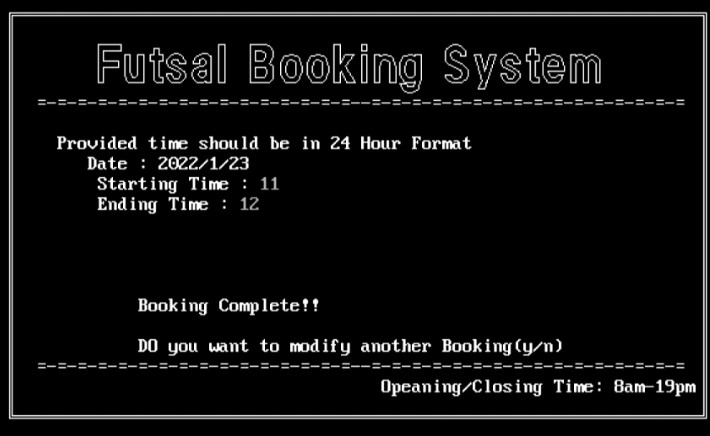 Futsal Booking System
=-=-=-=-=-=-=-=-=-=-=-=-=-=-=-=--=-=-=-=-=-=-=-=-=-=-=-=-=-=-=-=
Provided time should be in 24 Hour Format
Date : 2022/1/23
Starting Time : 11
Ending Time : 12
Booking Complete!!
DO you want to modify another Booking(y/n)
=-=-=-=-=-=-=-=-=-=-=-=-=-=-=-=--=-=-=-=-=-=-=-=-=-=-=-=-=-=-=-=
Opeaning/Closing Time: 8am-19pm